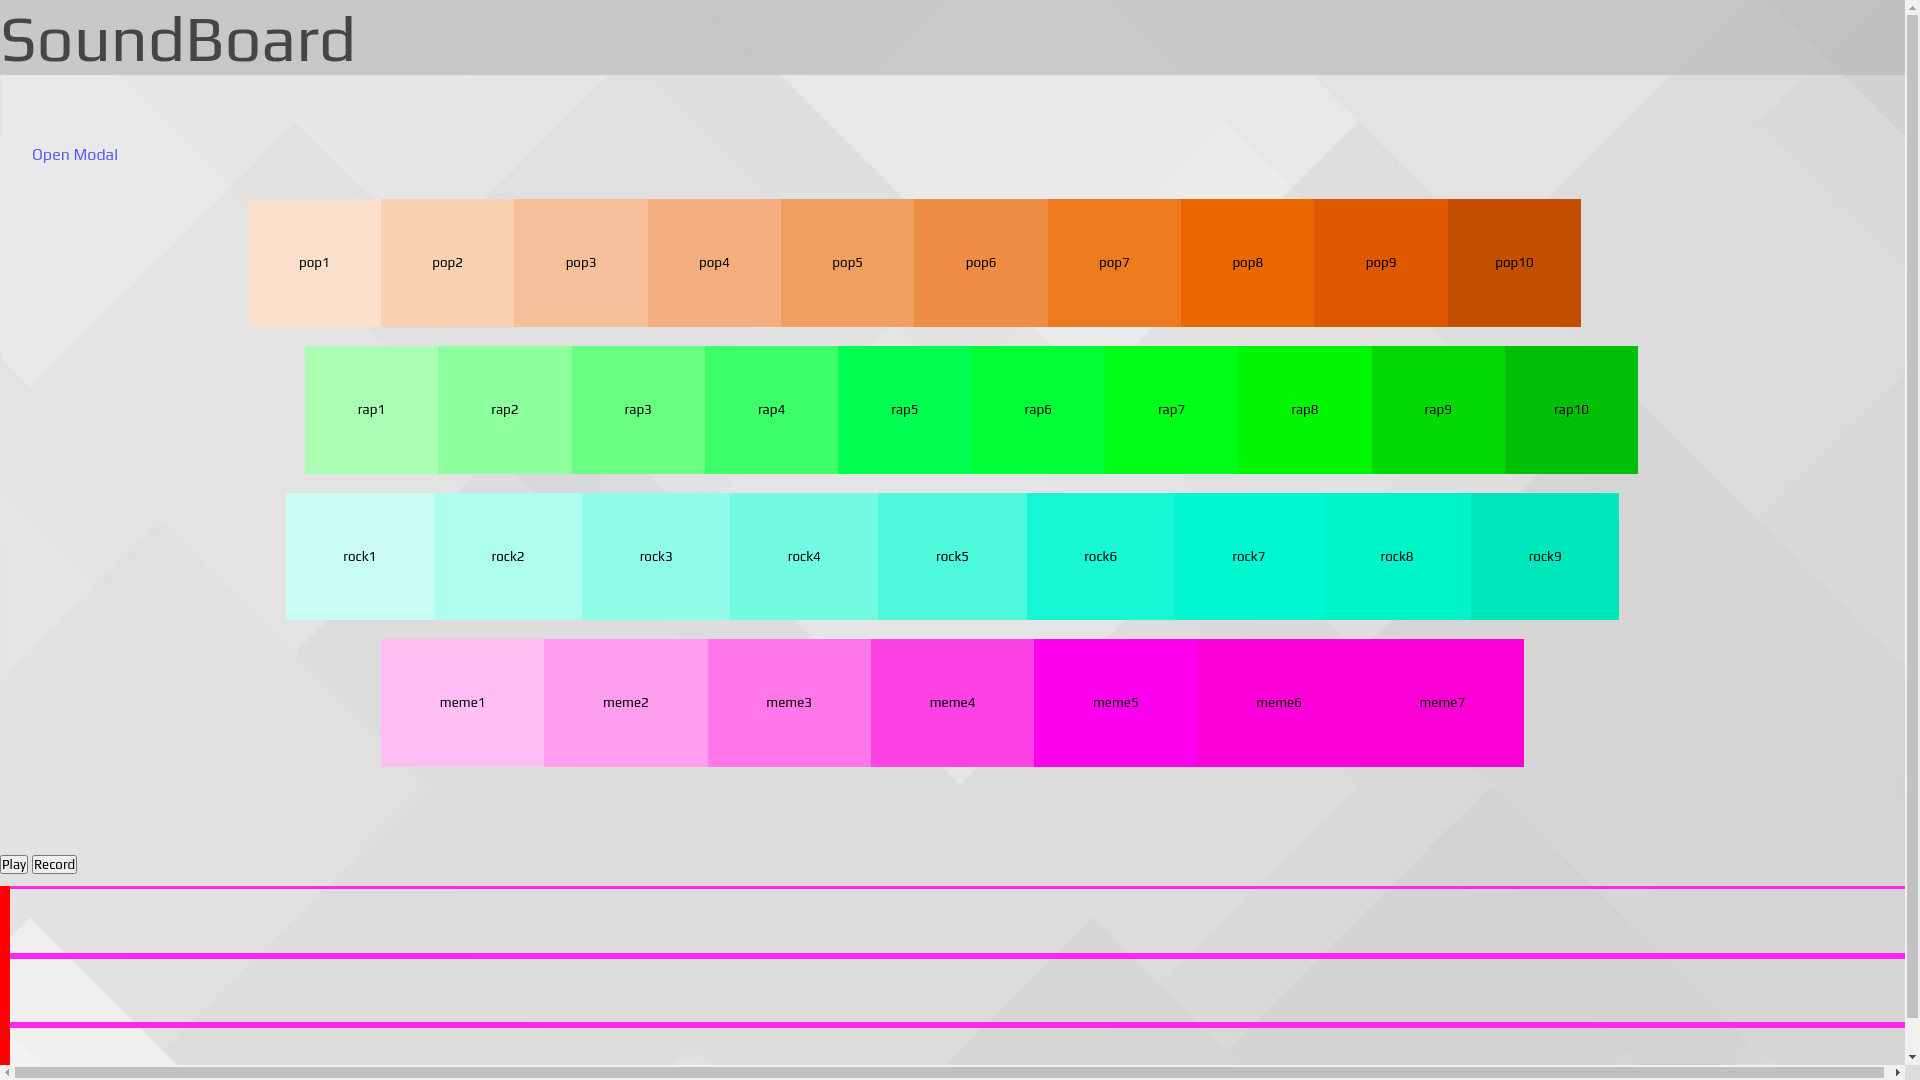 SoundBoard
Open Modal
pop1 pop2 pop3 pop4 pop5 pop6 pop7 pop8 pop9 pop10
rap1 rap2 rap3 rap4 rap5 rap6 rap7 rap8 rap9 rap10
rock1 rock2 rock3 rock4 rock5 rock6 rock7 rock8 rock9
meme1 meme2 meme3 meme4 meme5 meme6 meme7
Play Record